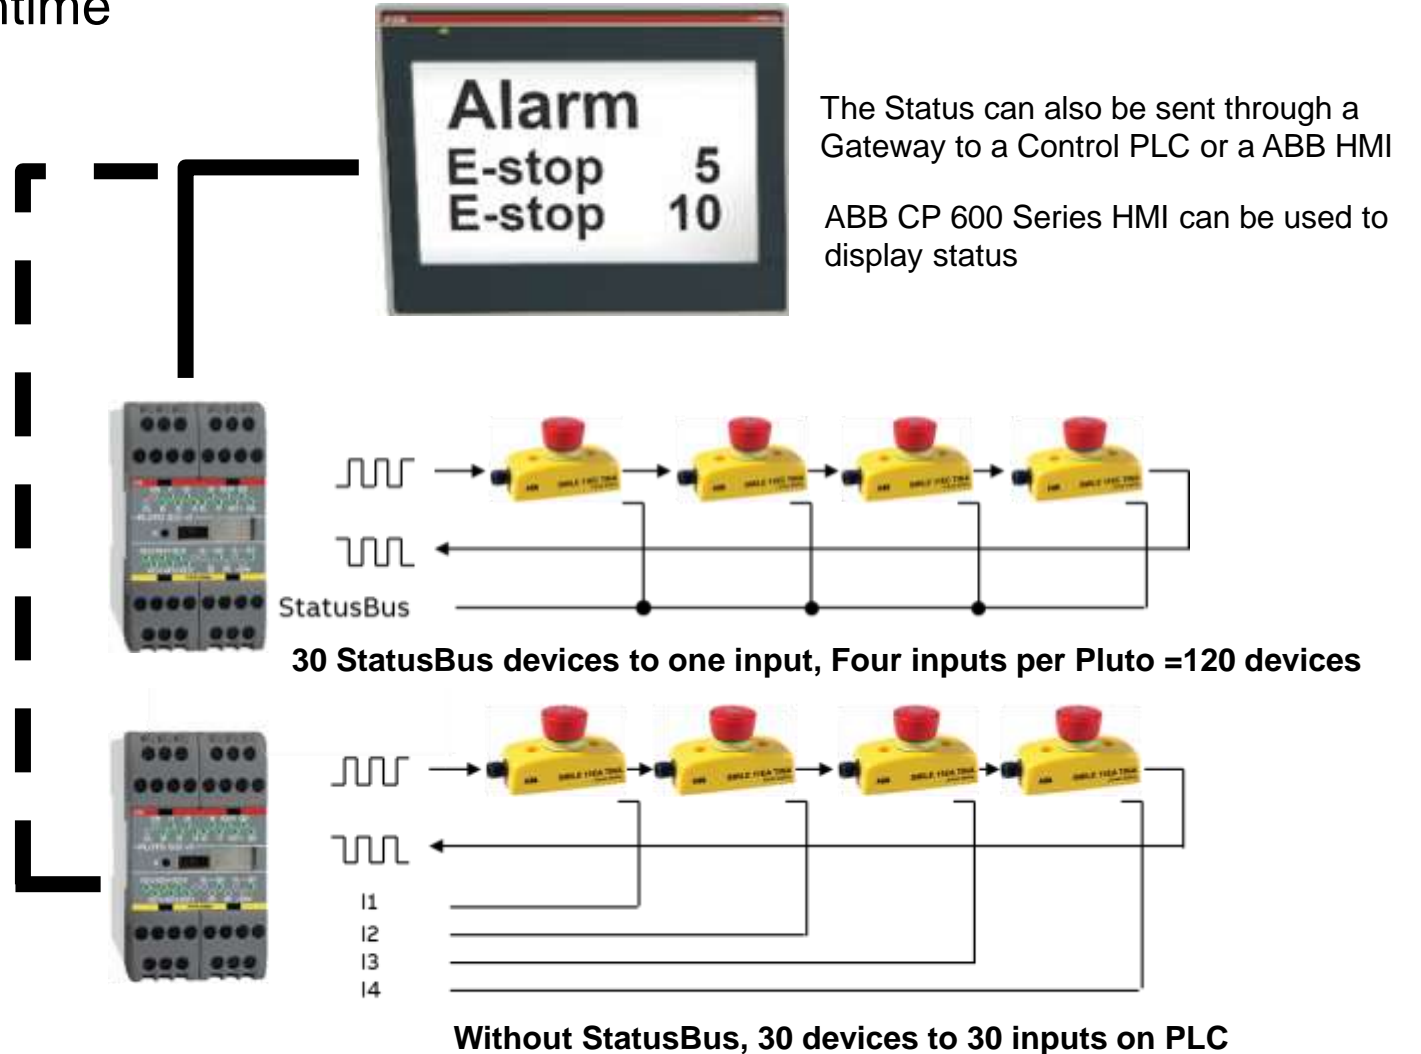 Alarm
E-stop 5
E-stop 10
The Status can also be sent through a
Gateway to a Control PLC or a ABB HMI
ABB CP 600 Series HMI can be used to
display status
StatusBus
30 StatusBus devices to one input, Four inputs per Pluto =120 devices
I1
I2
I3
I4
Without StatusBus, 30 devices to 30 inputs on PLC